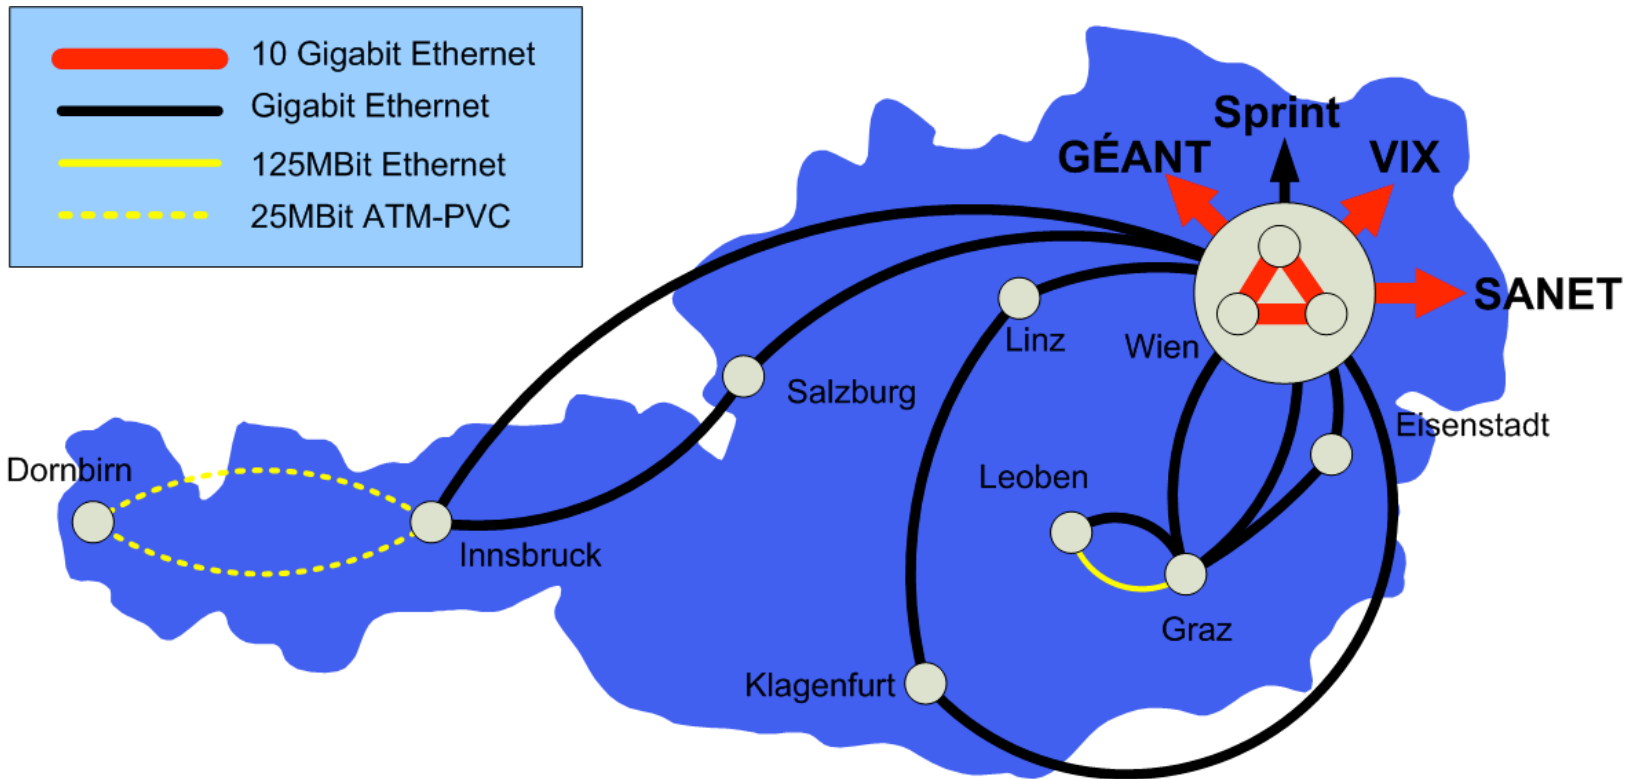 10 Gigabit Ethernet
Gigabit Ethernet
125MBit Ethernet
25MBit ATM-PVC
Sprint
GÉANT
VIX
SANET
Linz
Wien
Salzburg
Eisenstadt
Dornbirn
Leoben
Innsbruck
Graz
Klagenfurt